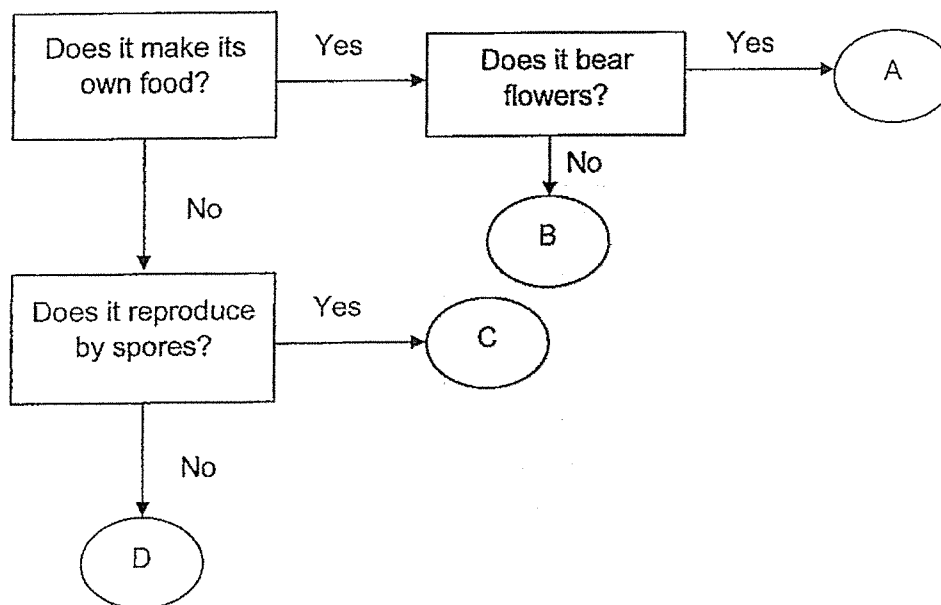 Does it make its
own food?
Yes
Does it bear
flowers?
Yes
A
No
B
No
Does it reproduce
by spores?
Yes
C
No
D